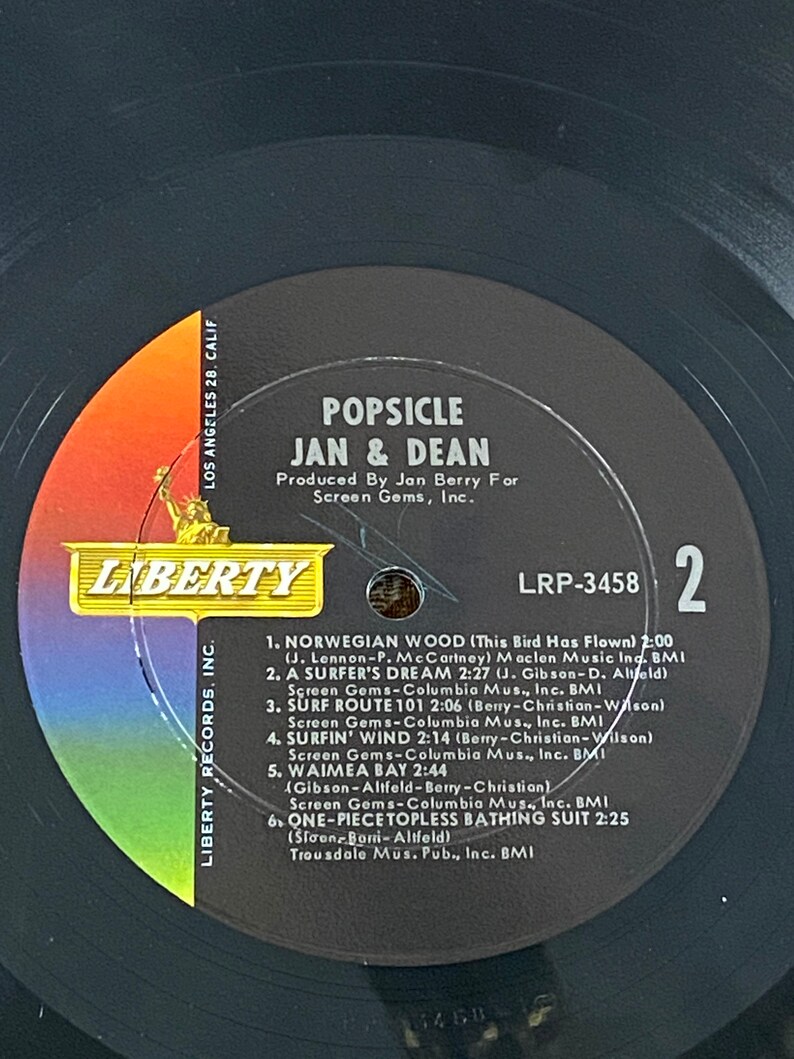 POPSICLE
JAN & DEAN
Produced By Jan Berry For
Screen Gems, Inc.
LOS ANGELES 28, CALIF
LIBERTY
LRP-3458
2
LIBERTY RECORDS, INC.
1. NORWEGIAN WOOD (This Bird Has Flown) 2:00
(J. Lennon-P. McCartney) Maclen Music Inc. BMI
2. A SURFER'S DREAM 2:27 (J. Gibson-D. Altfeld)
Screen Gems-Columbia Mus., Inc. BMI
3. SURF ROUTE 101 2:06 (Berry-Christian-Wilson)
Screen Gems-Columbia Mus., Inc. BMI
4. SURFIN' WIND 2:14 (Berry-Christian-Wilson)
Screen Gems-Columbia Mus., Inc. BMI
5. WAIMEA BAY 2:44
(Gibson-Altfeld-Berry-Christian)
Screen Gems-Columbia Mus., Inc. BMI
6. ONE-PIECE TOPLESS BATHING SUIT 2:25
(Sloan-Barri-Altfeld)
Trousdale Mus. Pub., Inc. BMI